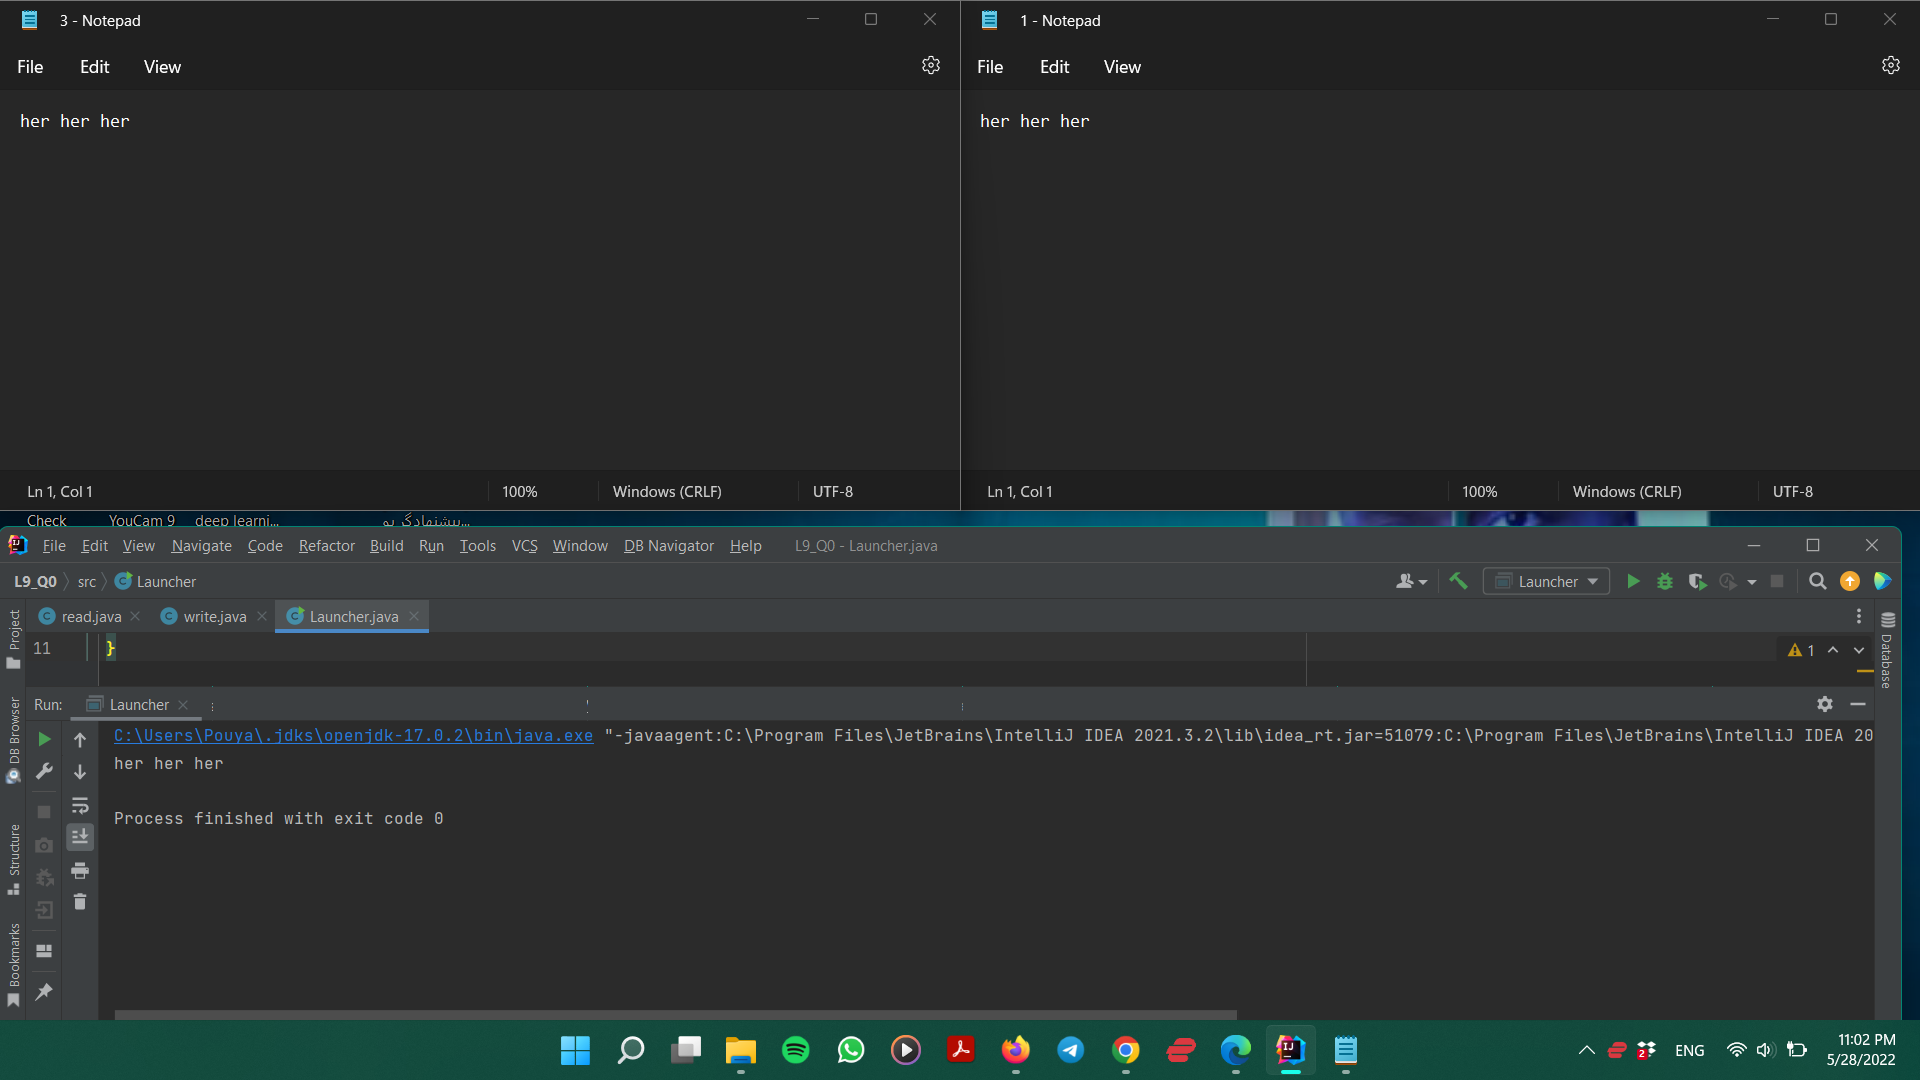 3 - Notepad
File Edit View
her her her
Ln 1, Col 1 100% Windows (CRLF) UTF-8
1 - Notepad
File Edit View
her her her
Ln 1, Col 1 100% Windows (CRLF) UTF-8
Check YouCam 9 deep learni...
File Edit View Navigate Code Refactor Build Run Tools VCS Window DB Navigator Help L9_Q0 - Launcher.java
L9_Q0 src Launcher
Launcher
read.java write.java Launcher.java
11 }
1
Project
DB Browser
Structure
Bookmarks
Database
Run: Launcher
C:\Users\Pouya\.jdks\openjdk-17.0.2\bin\java.exe "-javaagent:C:\Program Files\JetBrains\IntelliJ IDEA 2021.3.2\lib\idea_rt.jar=51079:C:\Program Files\JetBrains\IntelliJ IDEA 20
her her her
Process finished with exit code 0
2
ENG
11:02 PM
5/28/2022